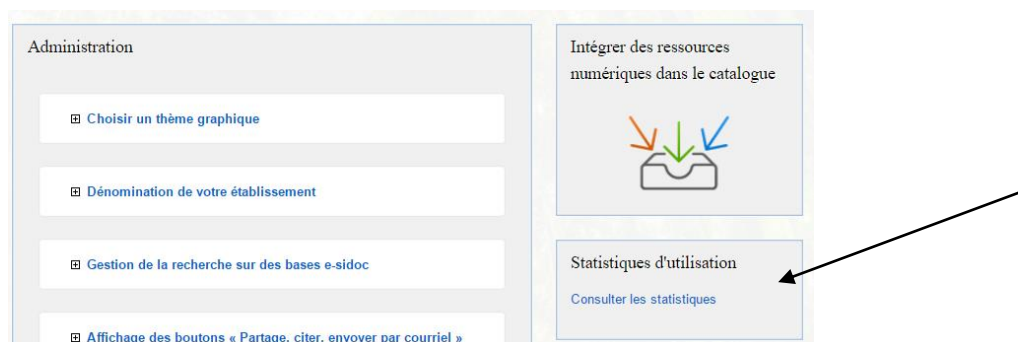 Administration
Choisir un thème graphique
Dénomination de votre établissement
Gestion de la recherche sur des bases e-sidoc
Affichage des boutons « Partage, citer, envoyer par courriel »
Intégrer des ressources
numériques dans le catalogue
Statistiques d'utilisation
Consulter les statistiques